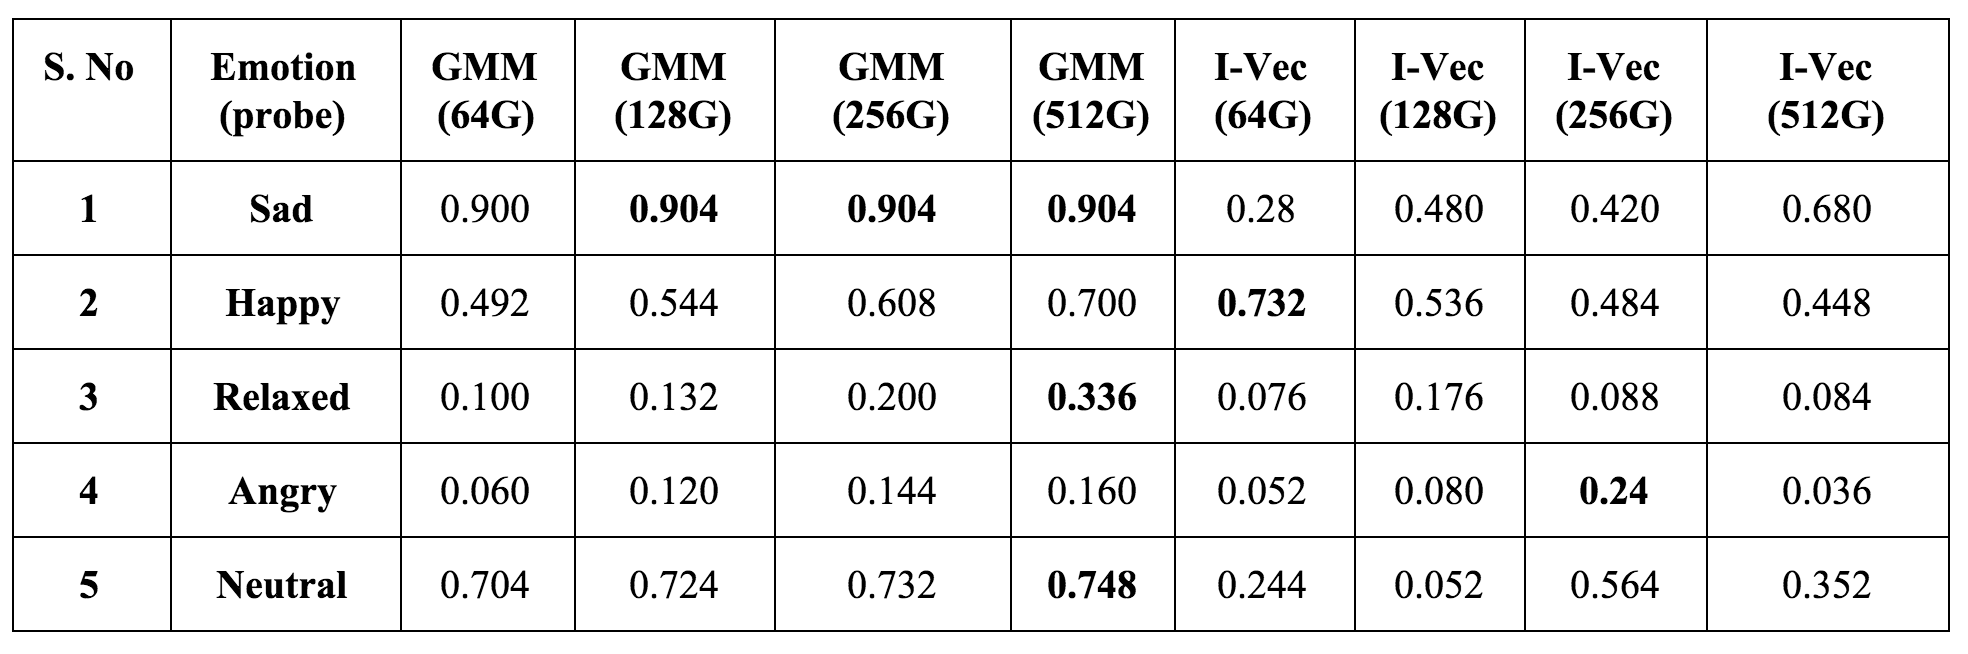 S. No Emotion GMM GMM GMM GMM I-Vec I-Vec I-Vec I-Vec
(probe) (64G) (128G) (256G) (512G) (64G) (128G) (256G) (512G)
1 Sad 0.900 0.904 0.904 0.904 0.28 0.480 0.420 0.680
2 Happy 0.492 0.544 0.608 0.700 0.732 0.536 0.484 0.448
3 Relaxed 0.100 0.132 0.200 0.336 0.076 0.176 0.088 0.084
4 Angry 0.060 0.120 0.144 0.160 0.052 0.080 0.24 0.036
5 Neutral 0.704 0.724 0.732 0.748 0.244 0.052 0.564 0.352